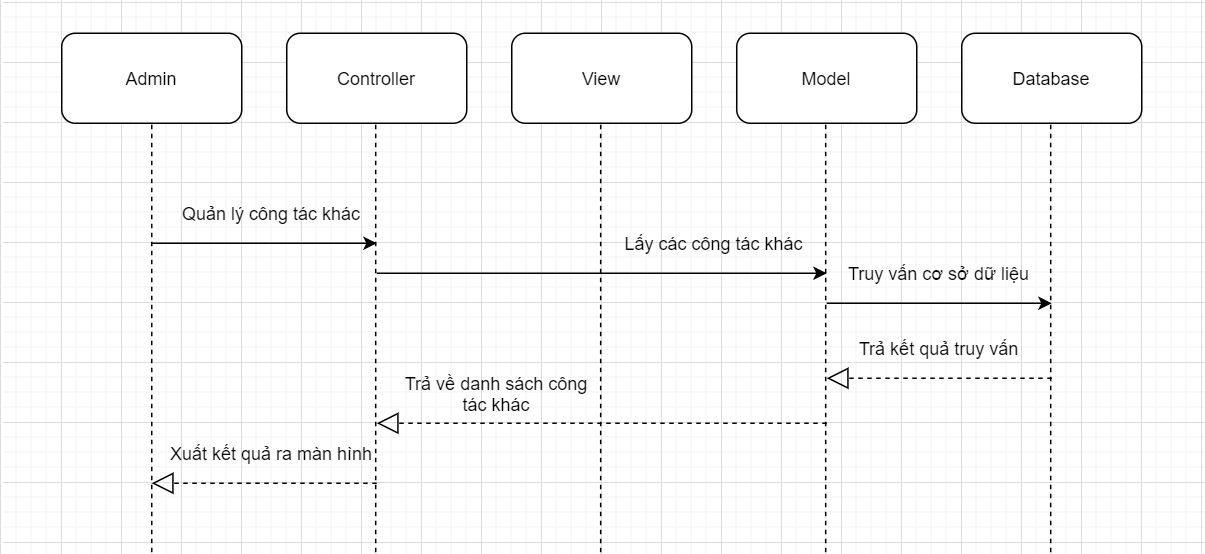 Admin
Controller
View
Model
Database
Quản lý công tác khác
Lấy các công tác khác
Truy vấn cơ sở dữ liệu
Trả kết quả truy vấn
Trả về danh sách công
tác khác
Xuất kết quả ra màn hình